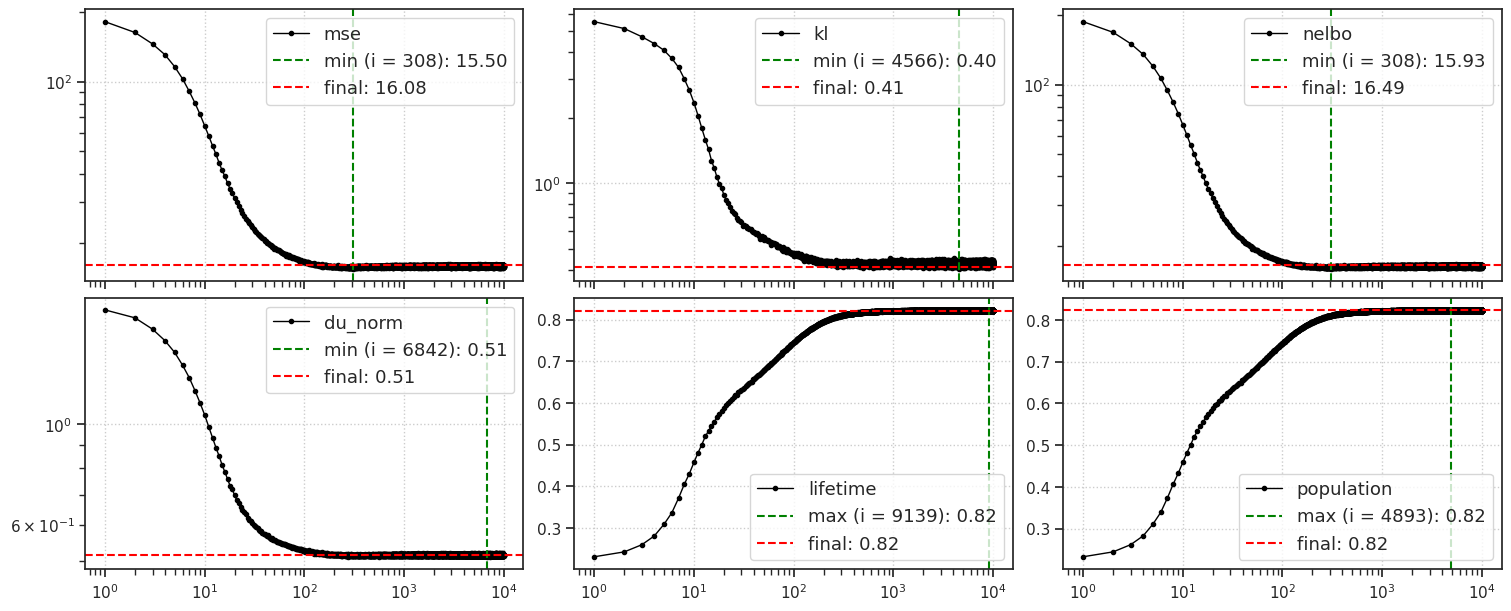 mse
min (i = 308): 15.50
final: 16.08
10²
kl
min (i = 4566): 0.40
final: 0.41
10⁰
nelbo
min (i = 308): 15.93
final: 16.49
10²
du_norm
min (i = 6842): 0.51
final: 0.51
10⁰
6 × 10⁻¹
10⁰ 10¹ 10² 10³ 10⁴
0.8
0.7
0.6
0.5
0.4
0.3
lifetime
max (i = 9139): 0.82
final: 0.82
10⁰ 10¹ 10² 10³ 10⁴
0.8
0.7
0.6
0.5
0.4
0.3
population
max (i = 4893): 0.82
final: 0.82
10⁰ 10¹ 10² 10³ 10⁴